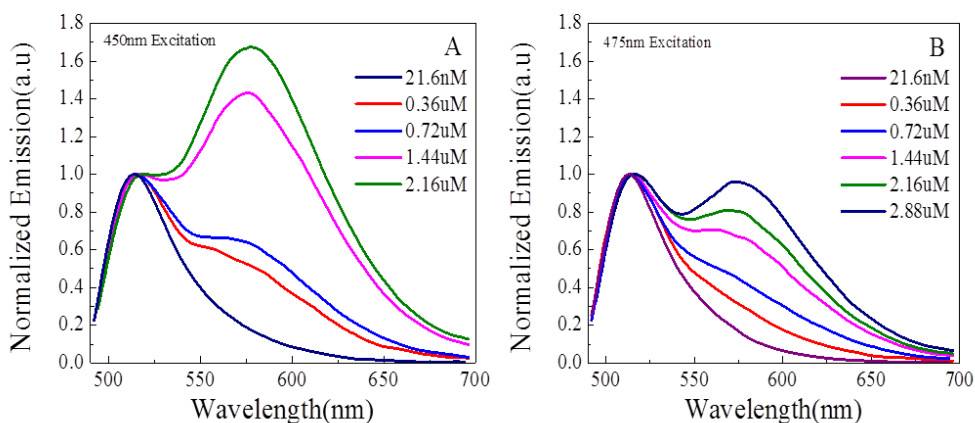 450nm Excitation
A
21.6nM
0.36uM
0.72uM
1.44uM
2.16uM
1.8
1.6
1.4
1.2
1.0
0.8
0.6
0.4
0.2
0.0
500
550
600
650
700
Normalized Emission(a.u)
Wavelength(nm)
475nm Excitation
B
21.6nM
0.36uM
0.72uM
1.44uM
2.16uM
2.88uM
1.8
1.6
1.4
1.2
1.0
0.8
0.6
0.4
0.2
0.0
500
550
600
650
700
Normalized Emission(a.u)
Wavelength(nm)